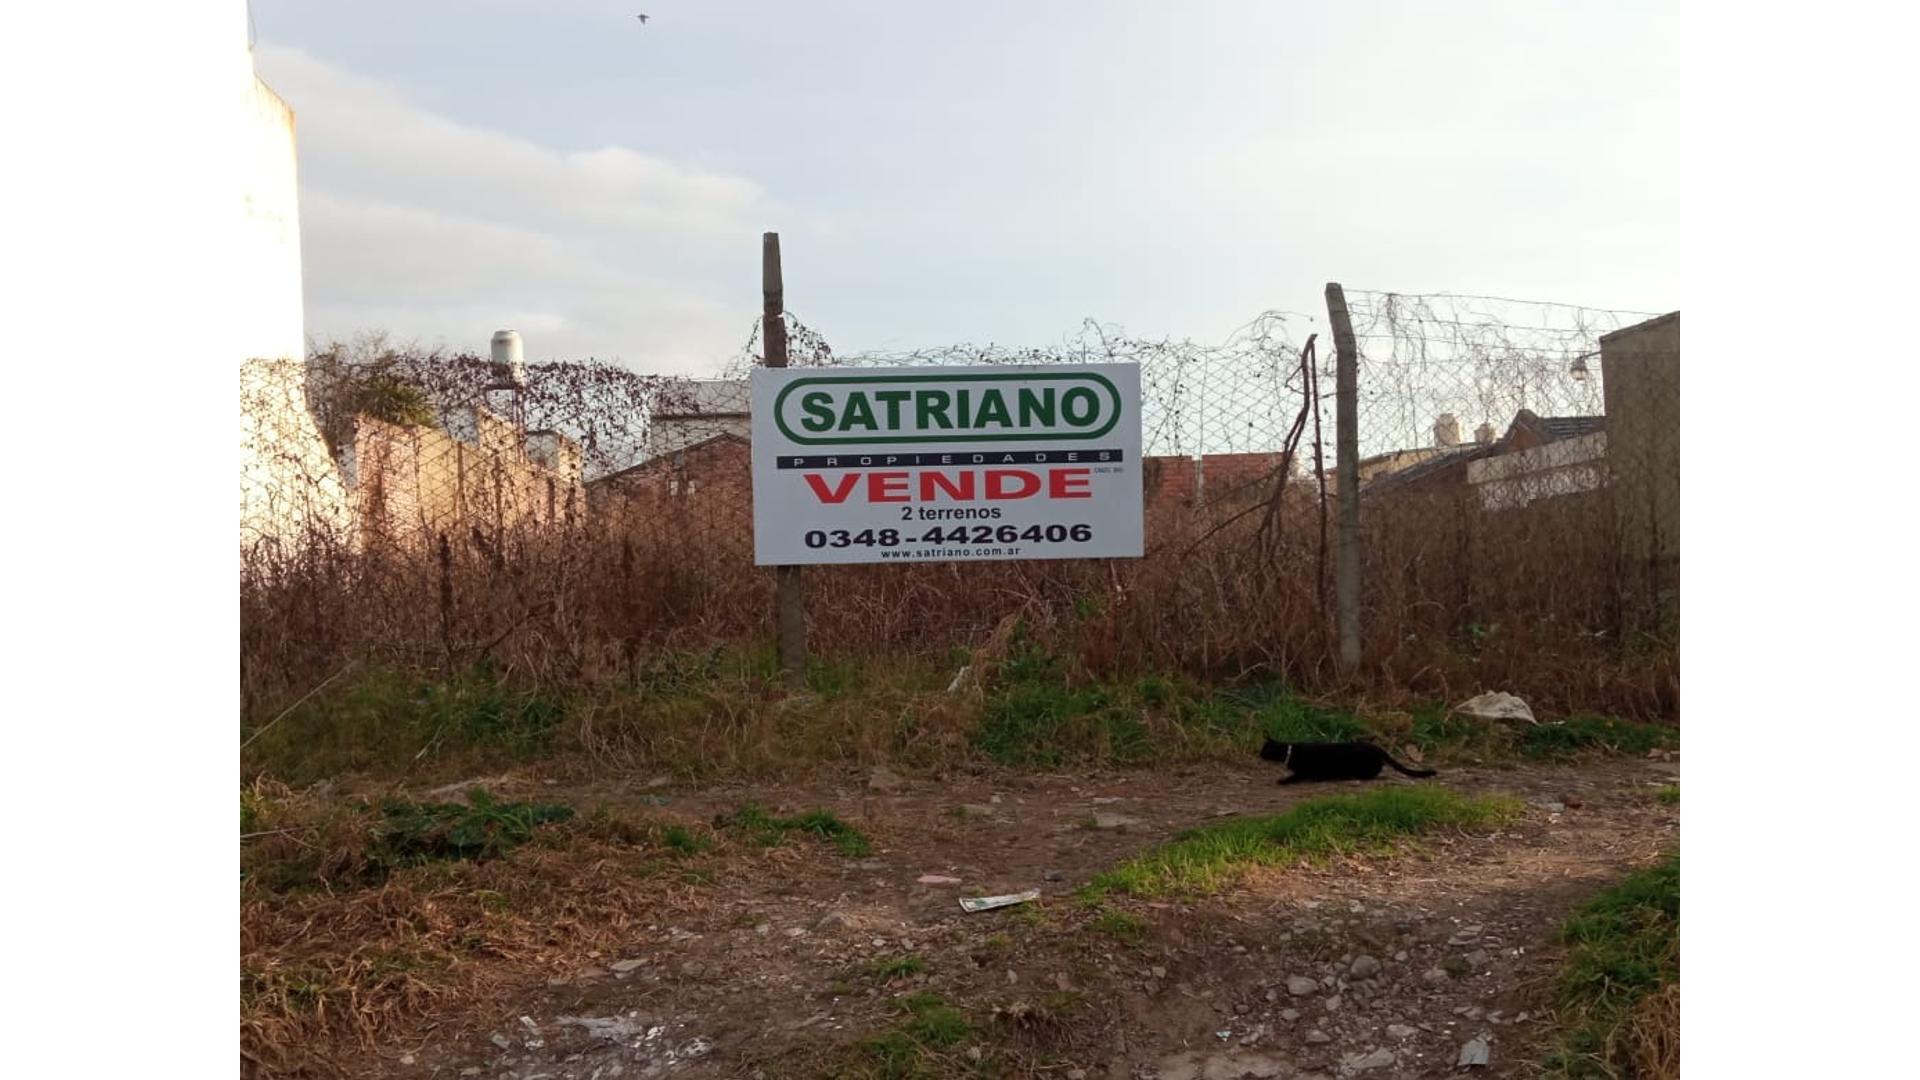 SATRIANO
PROPIEDADES
VENDE
2 terrenos
0348-4426406
www.satriano.com.ar